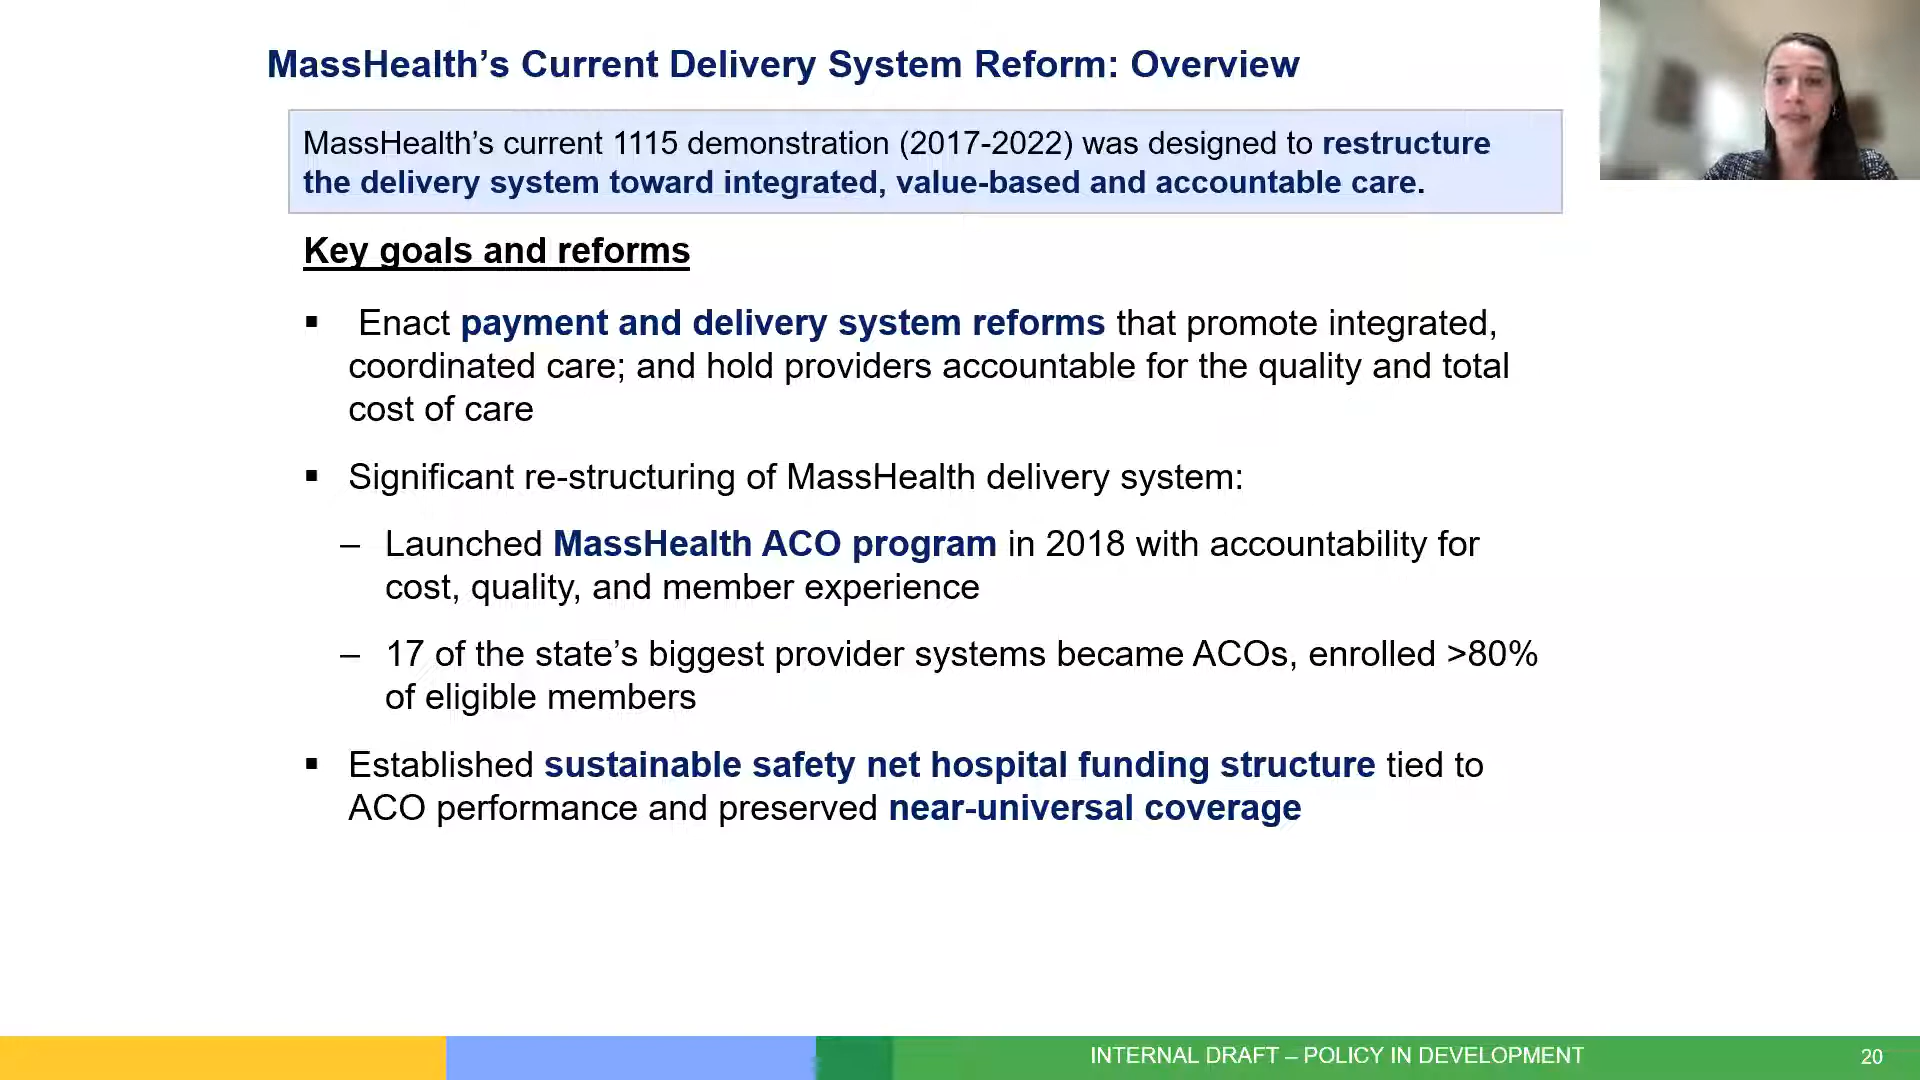 MassHealth’s Current Delivery System Reform: Overview
MassHealth’s current 1115 demonstration (2017-2022) was designed to restructure
the delivery system toward integrated, value-based and accountable care.
Key goals and reforms
▪ Enact payment and delivery system reforms that promote integrated,
coordinated care; and hold providers accountable for the quality and total
cost of care
▪ Significant re-structuring of MassHealth delivery system:
– Launched MassHealth ACO program in 2018 with accountability for
cost, quality, and member experience
– 17 of the state’s biggest provider systems became ACOs, enrolled >80%
of eligible members
▪ Established sustainable safety net hospital funding structure tied to
ACO performance and preserved near-universal coverage
INTERNAL DRAFT – POLICY IN DEVELOPMENT
20